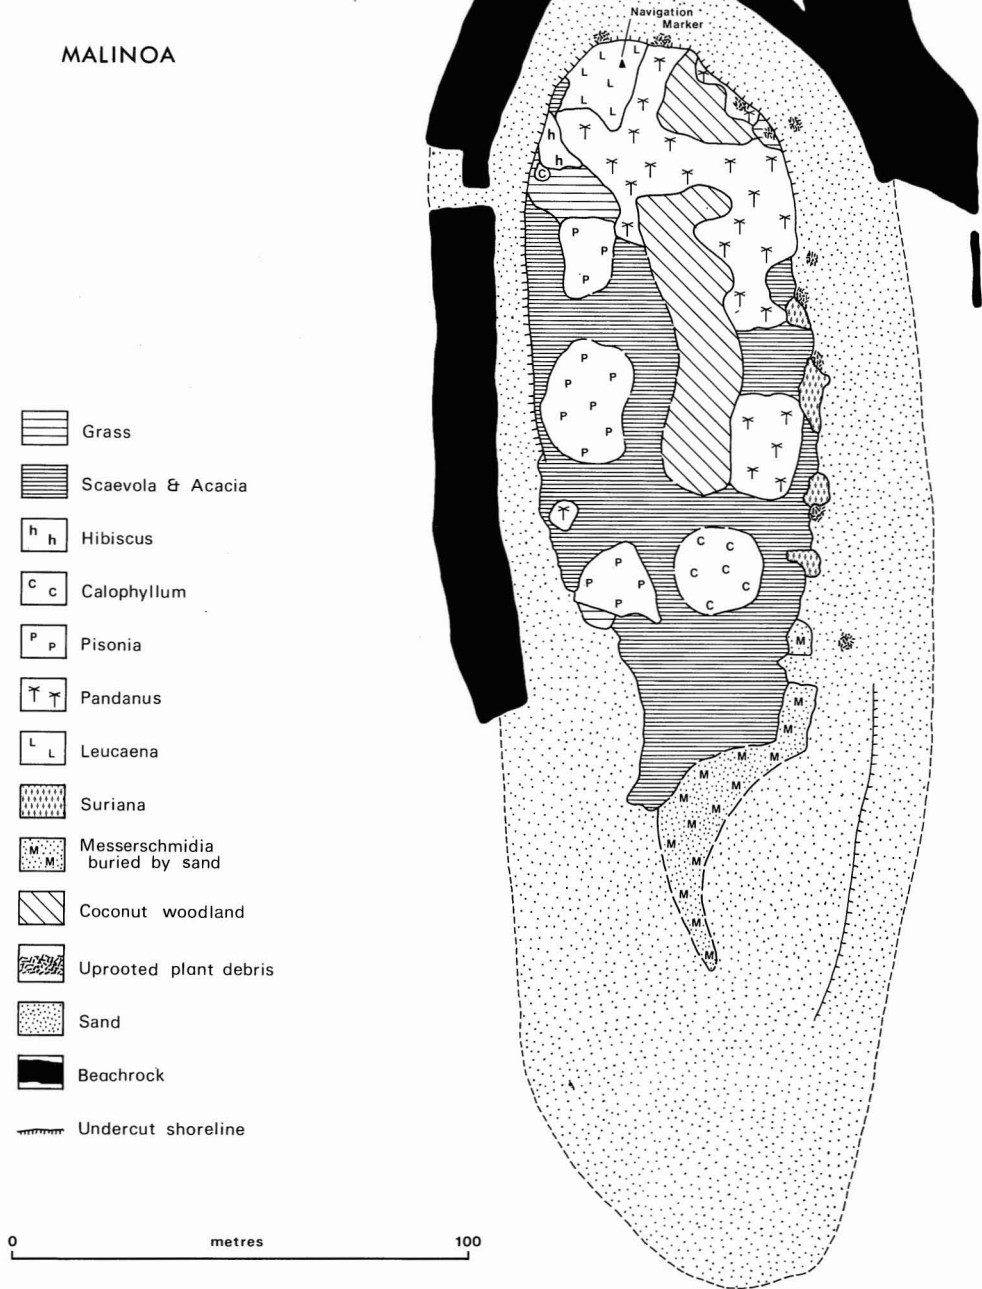 MALINOA
Navigation
Marker
Grass
Scaevola & Acacia
h h Hibiscus
C C Calophyllum
P P Pisonia
Pandanus
L L Leucaena
Suriana
M M Messerschmidia
buried by sand
Coconut woodland
Uprooted plant debris
Sand
Beachrock
Undercut shoreline
0 metres 100
L L
L L
L L
h
h
C
P
P
P
P
P P
P P
P
P
P
P P
P
C C
C C C
C
M
M
M
M M
M M
M M
M M
M
M
M
M